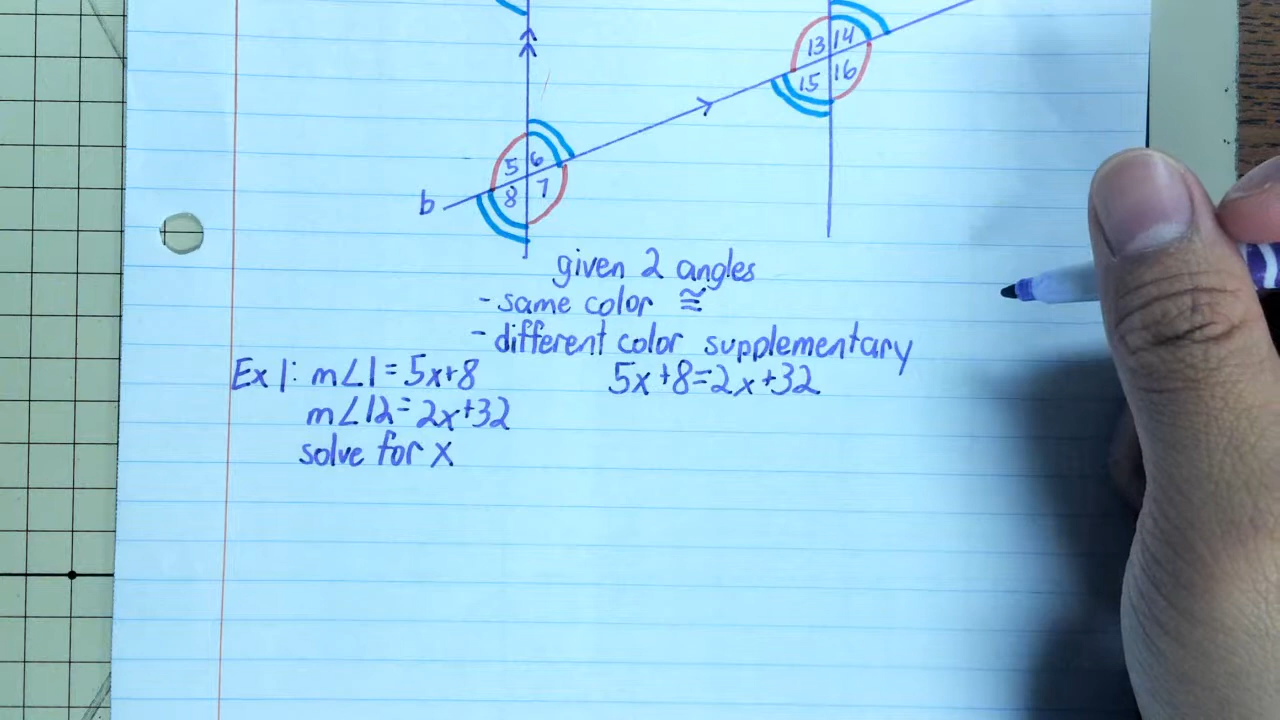 13 14
15 16
5 6
8 7
b
given 2 angles
- same color ≅
- different color supplementary
Ex 1: m∠1 = 5x+8
5x+8=2x+32
m∠12= 2x+32
solve for x